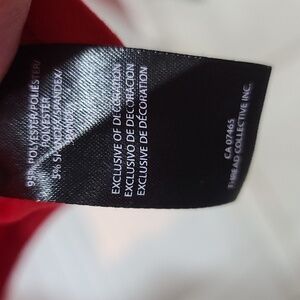 95% POLYESTER/POLIÉSTER/
POLYESTER
5% SPANDEX/
EXCLUSIVE OF DECORATION
EXCLUSIVO DE DECORACIÓN
EXCLUSIVE DE DÉCORATION
CA 07465
THREAD COLLECTIVE INC.